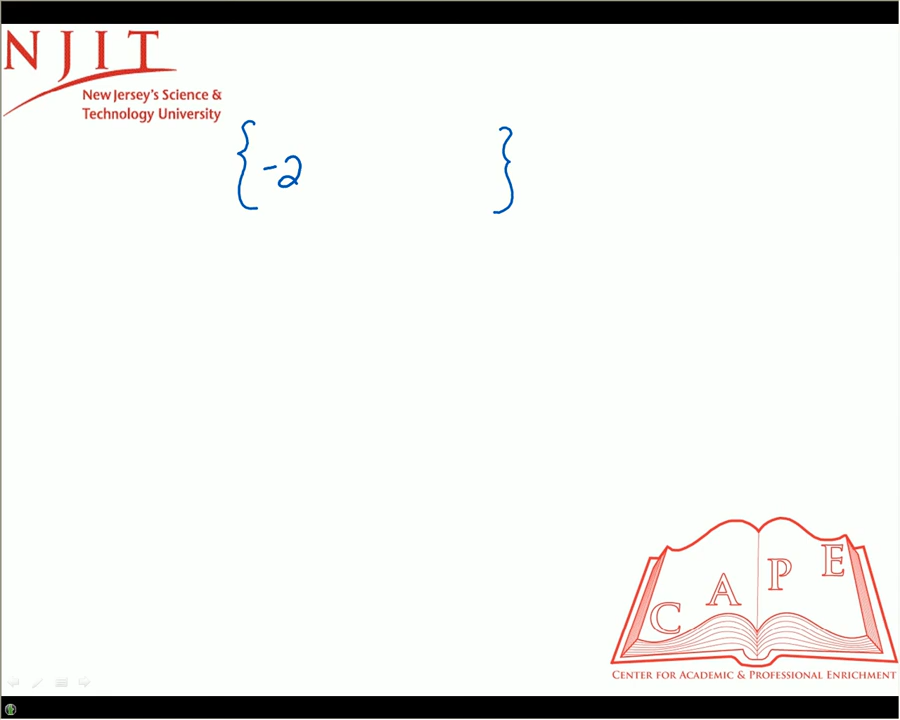 NJIT
New Jersey's Science &
Technology University
{-2 }
C A P E
CENTER FOR ACADEMIC & PROFESSIONAL ENRICHMENT